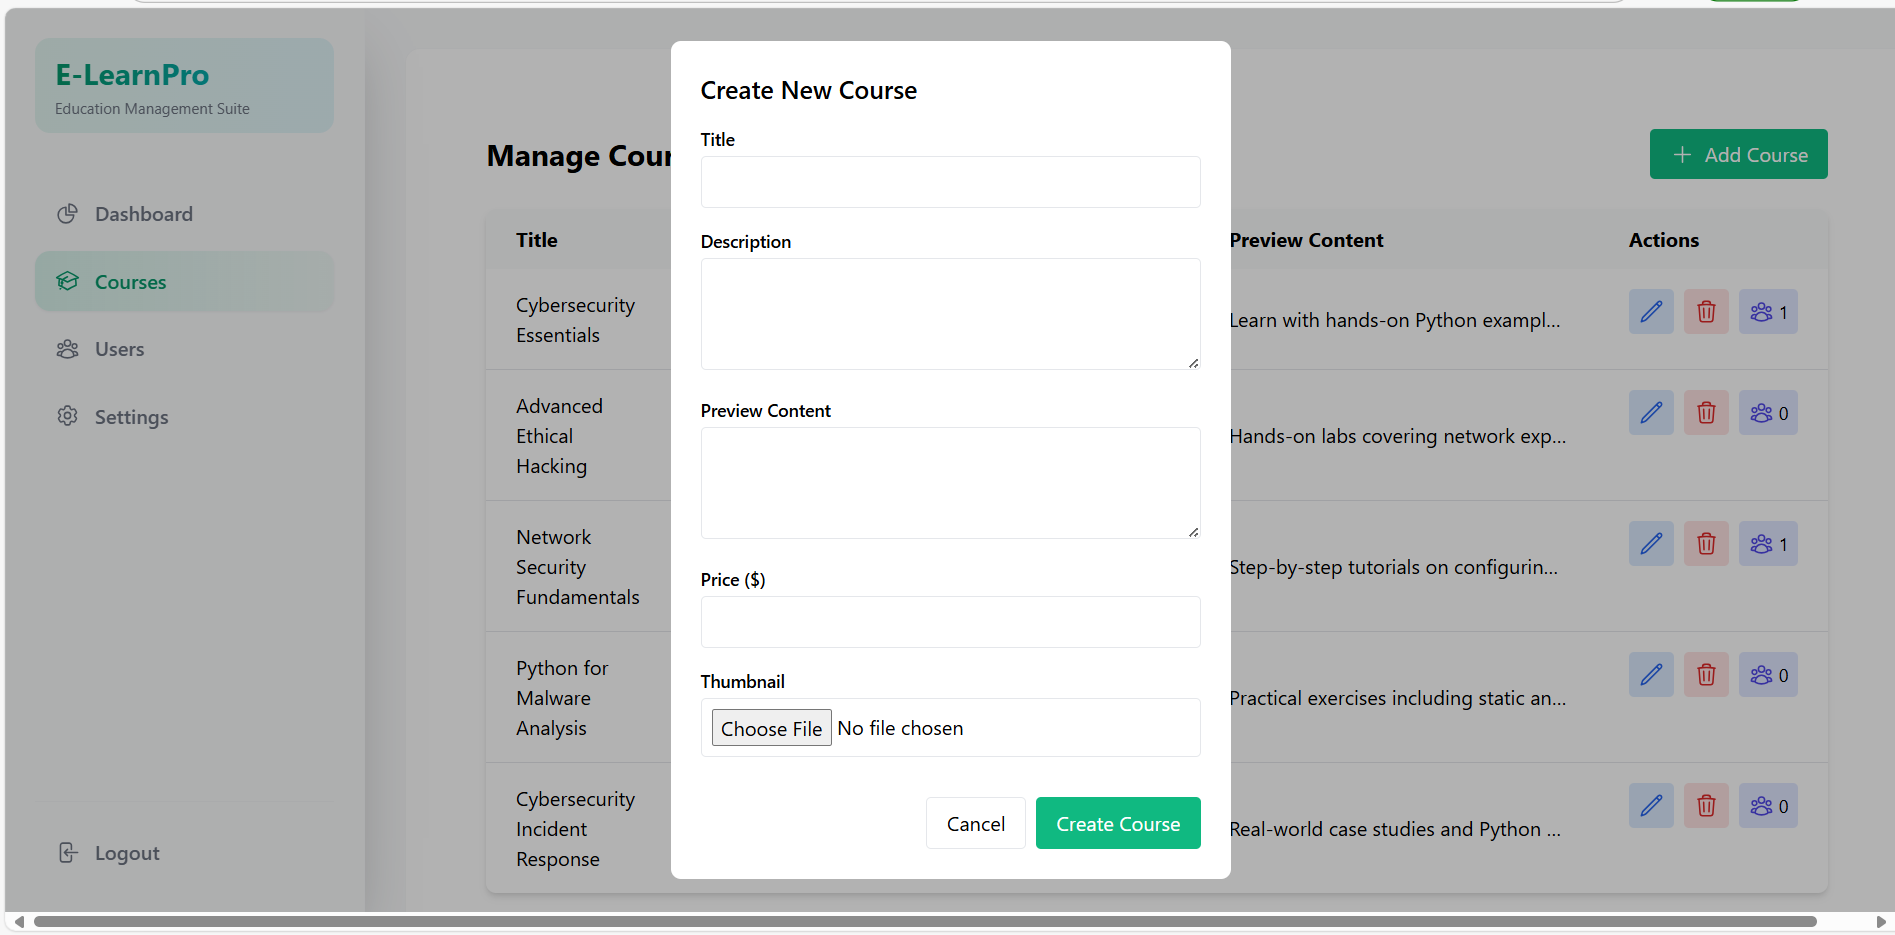 E-LearnPro
Education Management Suite
Dashboard
Courses
Users
Settings
Logout
Manage Cour
Add Course
Title
Preview Content
Actions
Cybersecurity
Essentials
Learn with hands-on Python exampl...
1
Advanced
Ethical
Hacking
Hands-on labs covering network exp...
0
Network
Security
Fundamentals
Step-by-step tutorials on configurin...
1
Python for
Malware
Analysis
Practical exercises including static an...
0
Cybersecurity
Incident
Response
Real-world case studies and Python ...
0
Create New Course
Title
Description
Preview Content
Price ($)
Thumbnail
Choose File No file chosen
Cancel
Create Course